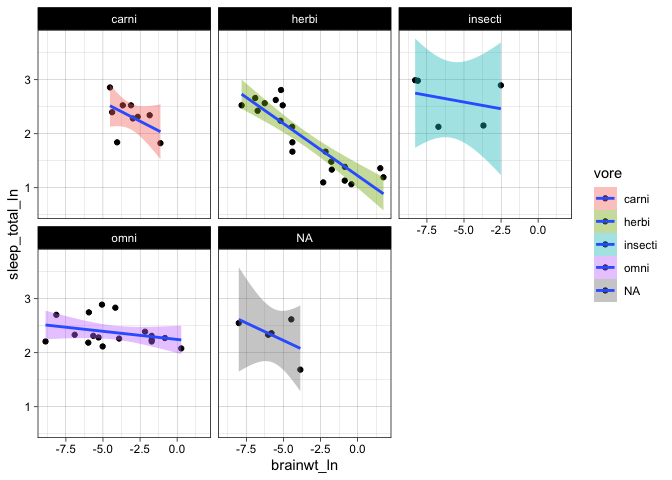 carni herbi insecti
3
2
1
sleep_total_ln
omni NA
3
2
1
-7.5 -5.0 -2.5 0.0
-7.5 -5.0 -2.5 0.0
-7.5 -5.0 -2.5 0.0
brainwt_ln
vore
carni
herbi
insecti
omni
NA